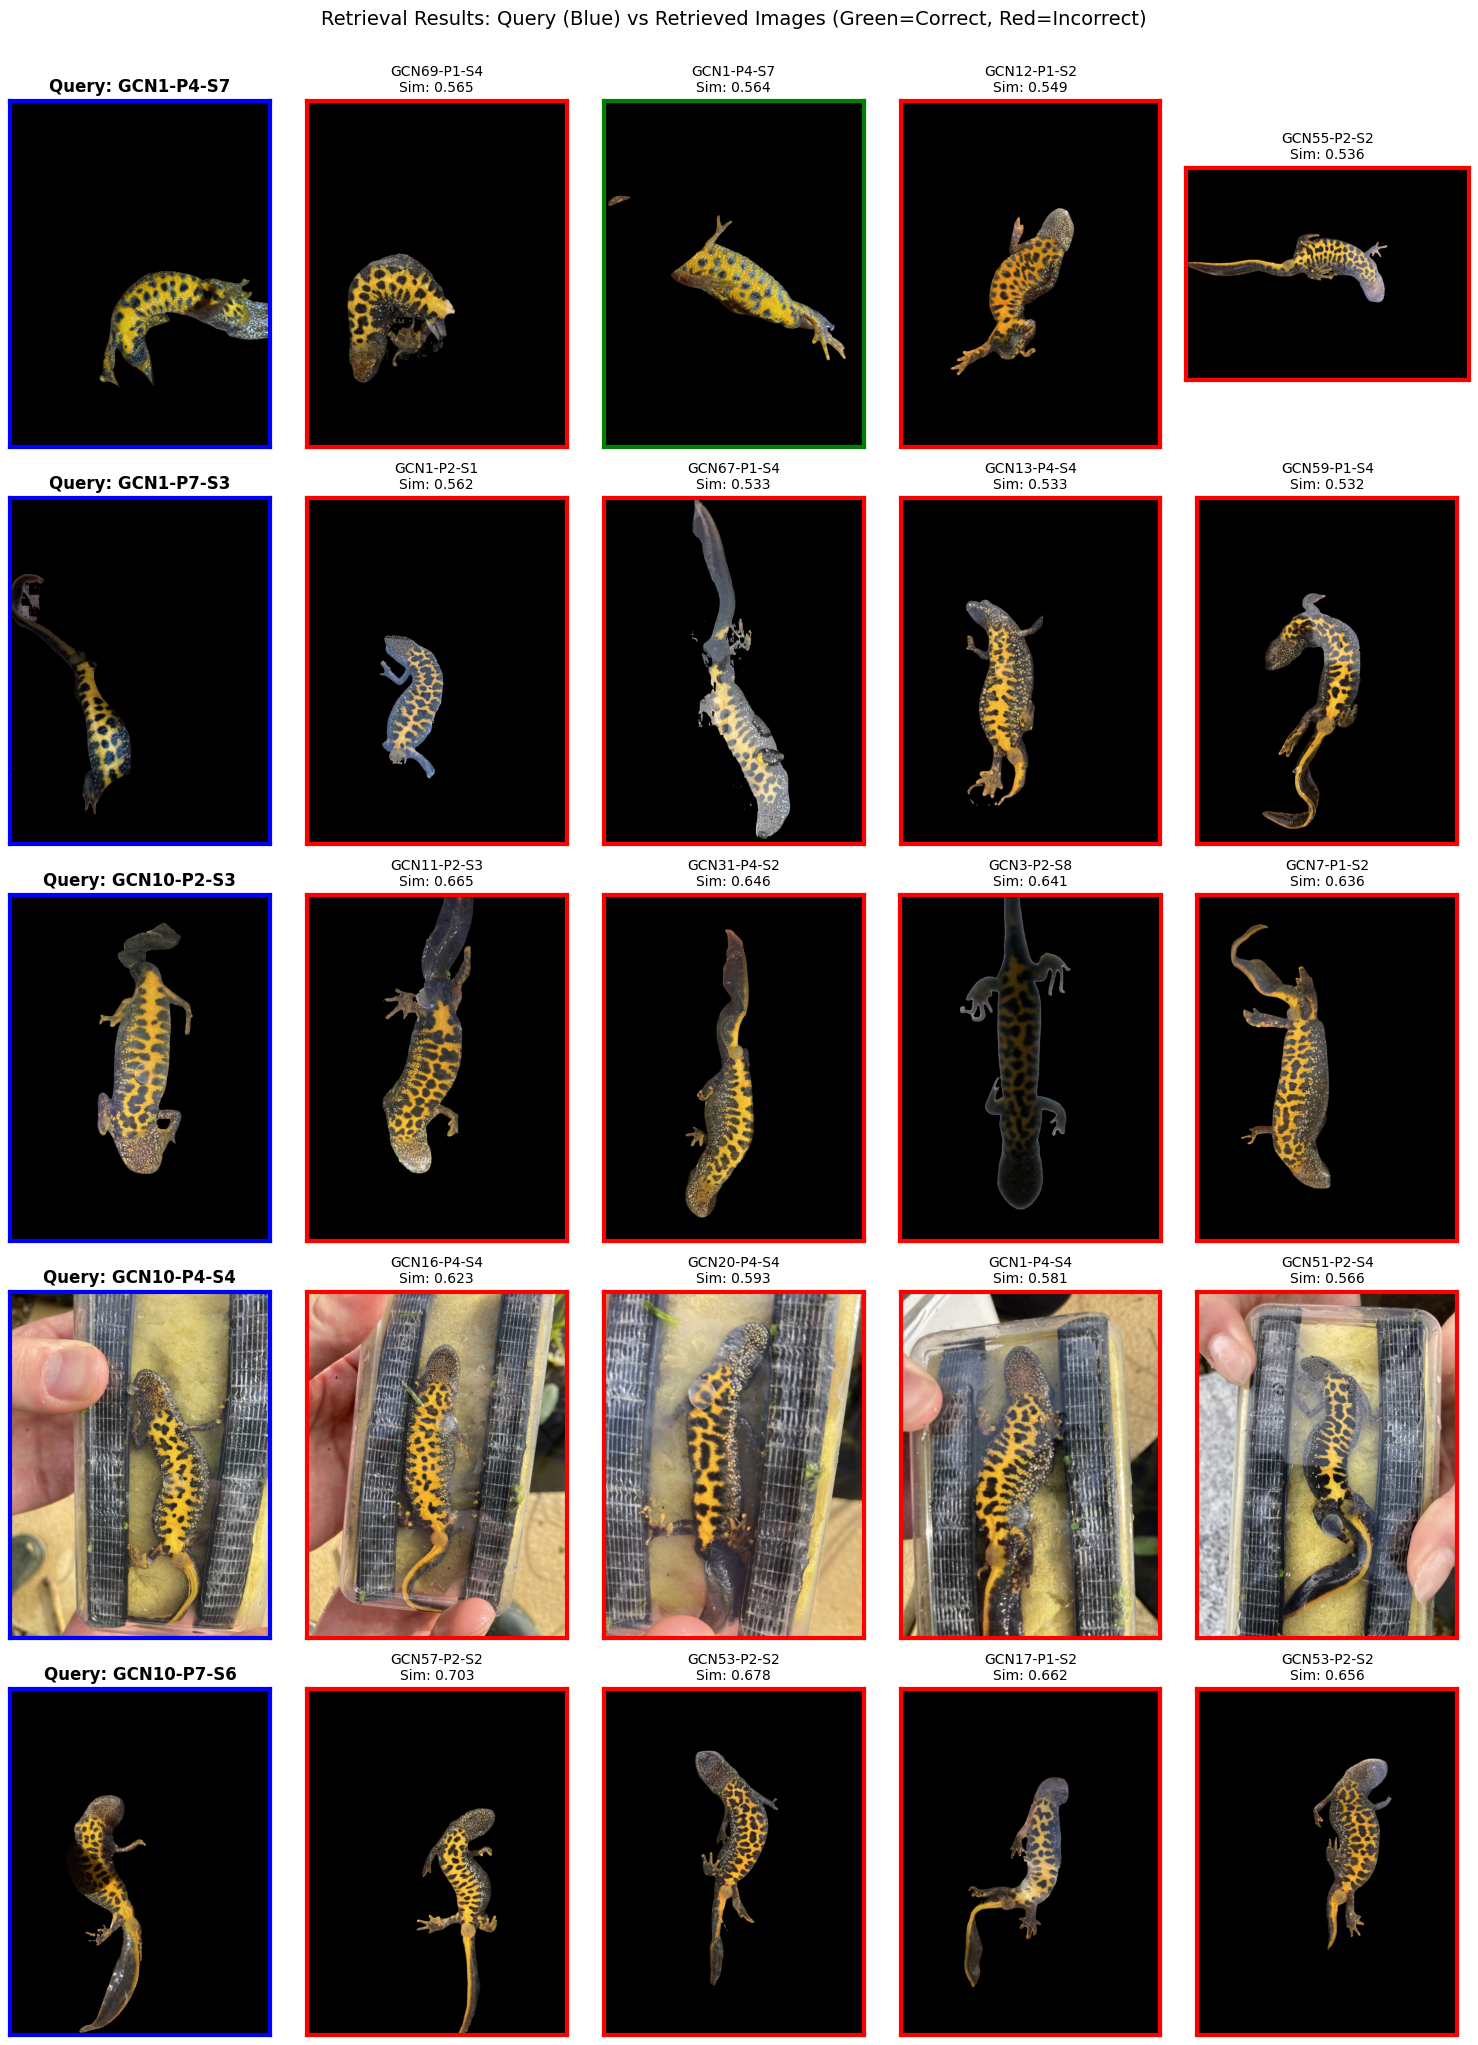 Retrieval Results: Query (Blue) vs Retrieved Images (Green=Correct, Red=Incorrect)
Query: GCN1-P4-S7
GCN69-P1-S4
Sim: 0.565
GCN1-P4-S7
Sim: 0.564
GCN12-P1-S2
Sim: 0.549
GCN55-P2-S2
Sim: 0.536
Query: GCN1-P7-S3
GCN1-P2-S1
Sim: 0.562
GCN67-P1-S4
Sim: 0.533
GCN13-P4-S4
Sim: 0.533
GCN59-P1-S4
Sim: 0.532
Query: GCN10-P2-S3
GCN11-P2-S3
Sim: 0.665
GCN31-P4-S2
Sim: 0.646
GCN3-P2-S8
Sim: 0.641
GCN7-P1-S2
Sim: 0.636
Query: GCN10-P4-S4
GCN16-P4-S4
Sim: 0.623
GCN20-P4-S4
Sim: 0.593
GCN1-P4-S4
Sim: 0.581
GCN51-P2-S4
Sim: 0.566
Query: GCN10-P7-S6
GCN57-P2-S2
Sim: 0.703
GCN53-P2-S2
Sim: 0.678
GCN17-P1-S2
Sim: 0.662
GCN53-P2-S2
Sim: 0.656